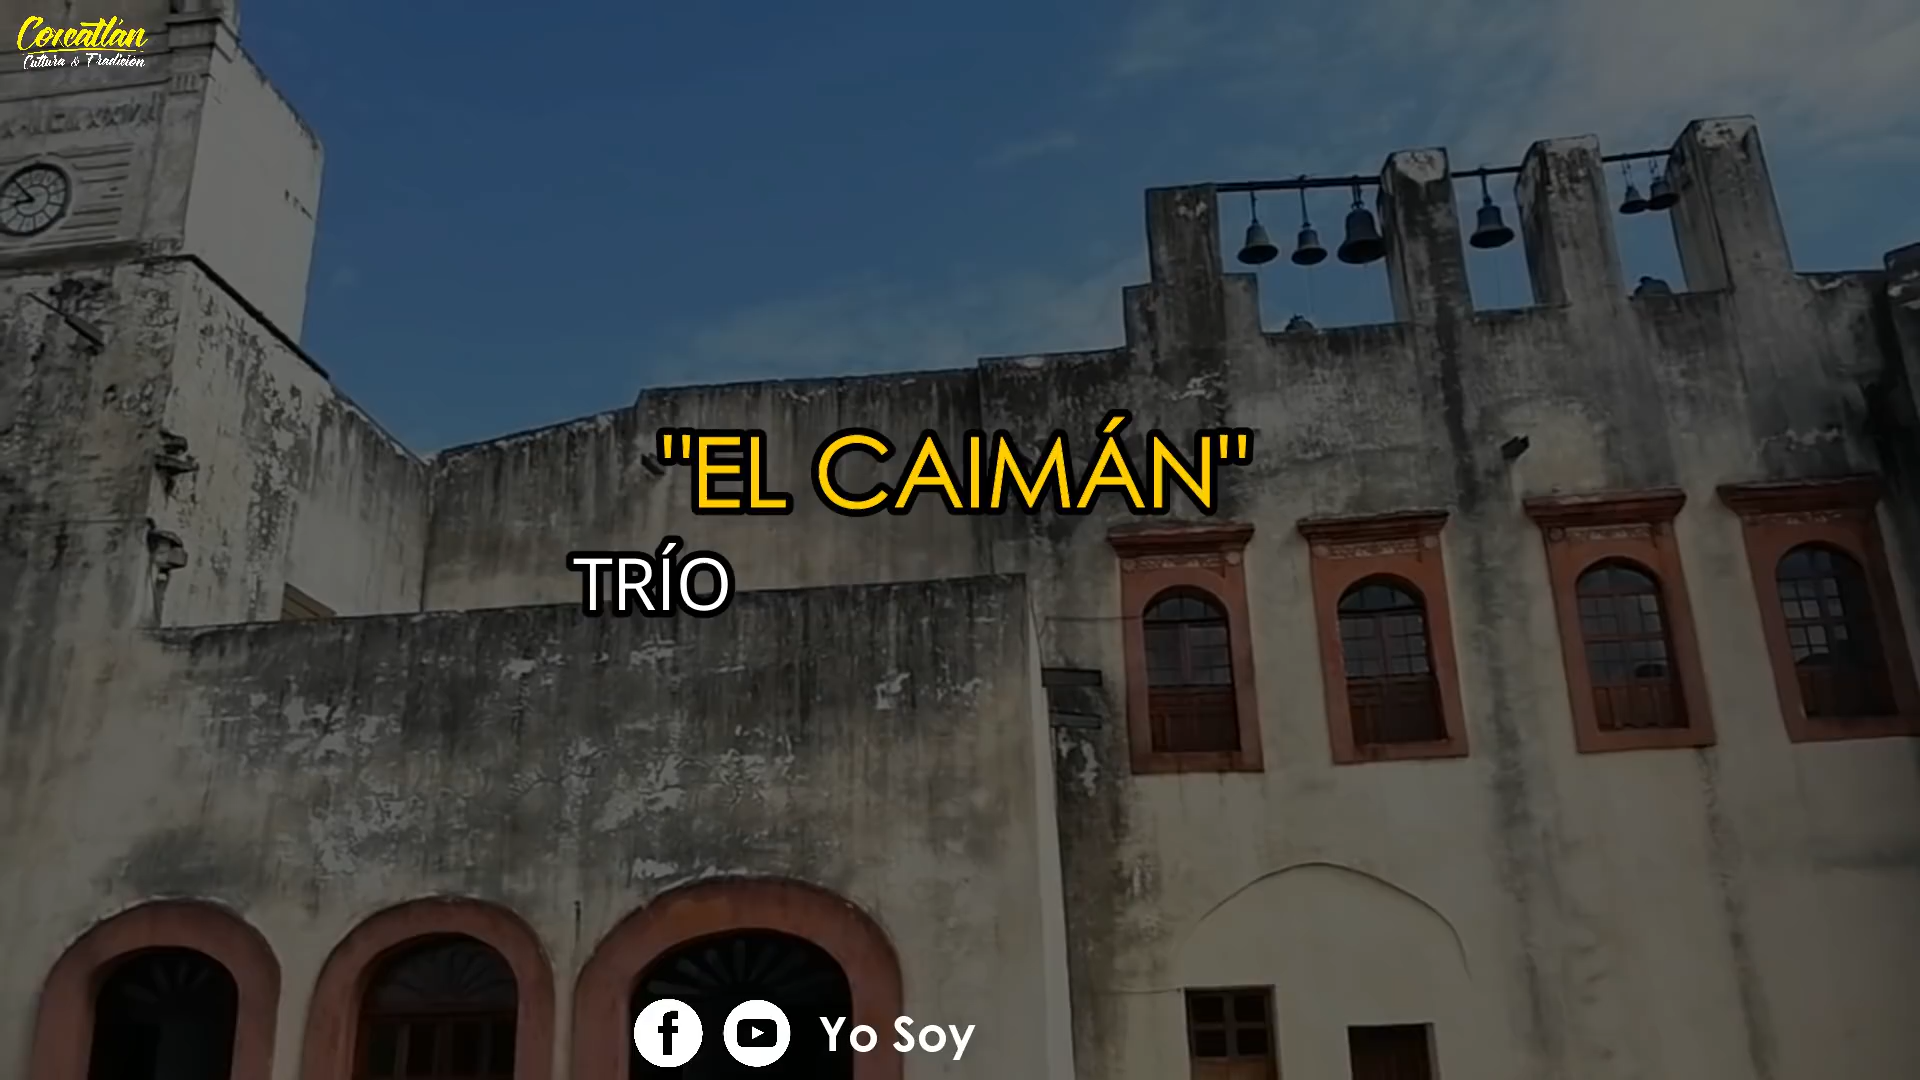 Coxcatlán
Cultura & Tradición
"EL CAIMÁN"
TRÍO
Yo Soy